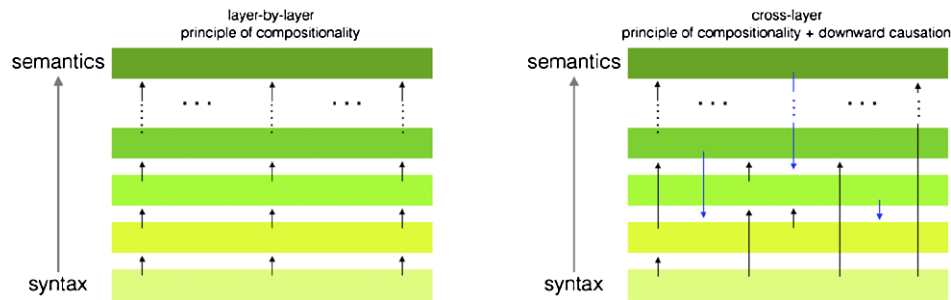 layer-by-layer
principle of compositionality
semantics
syntax
cross-layer
principle of compositionality + downward causation
semantics
syntax